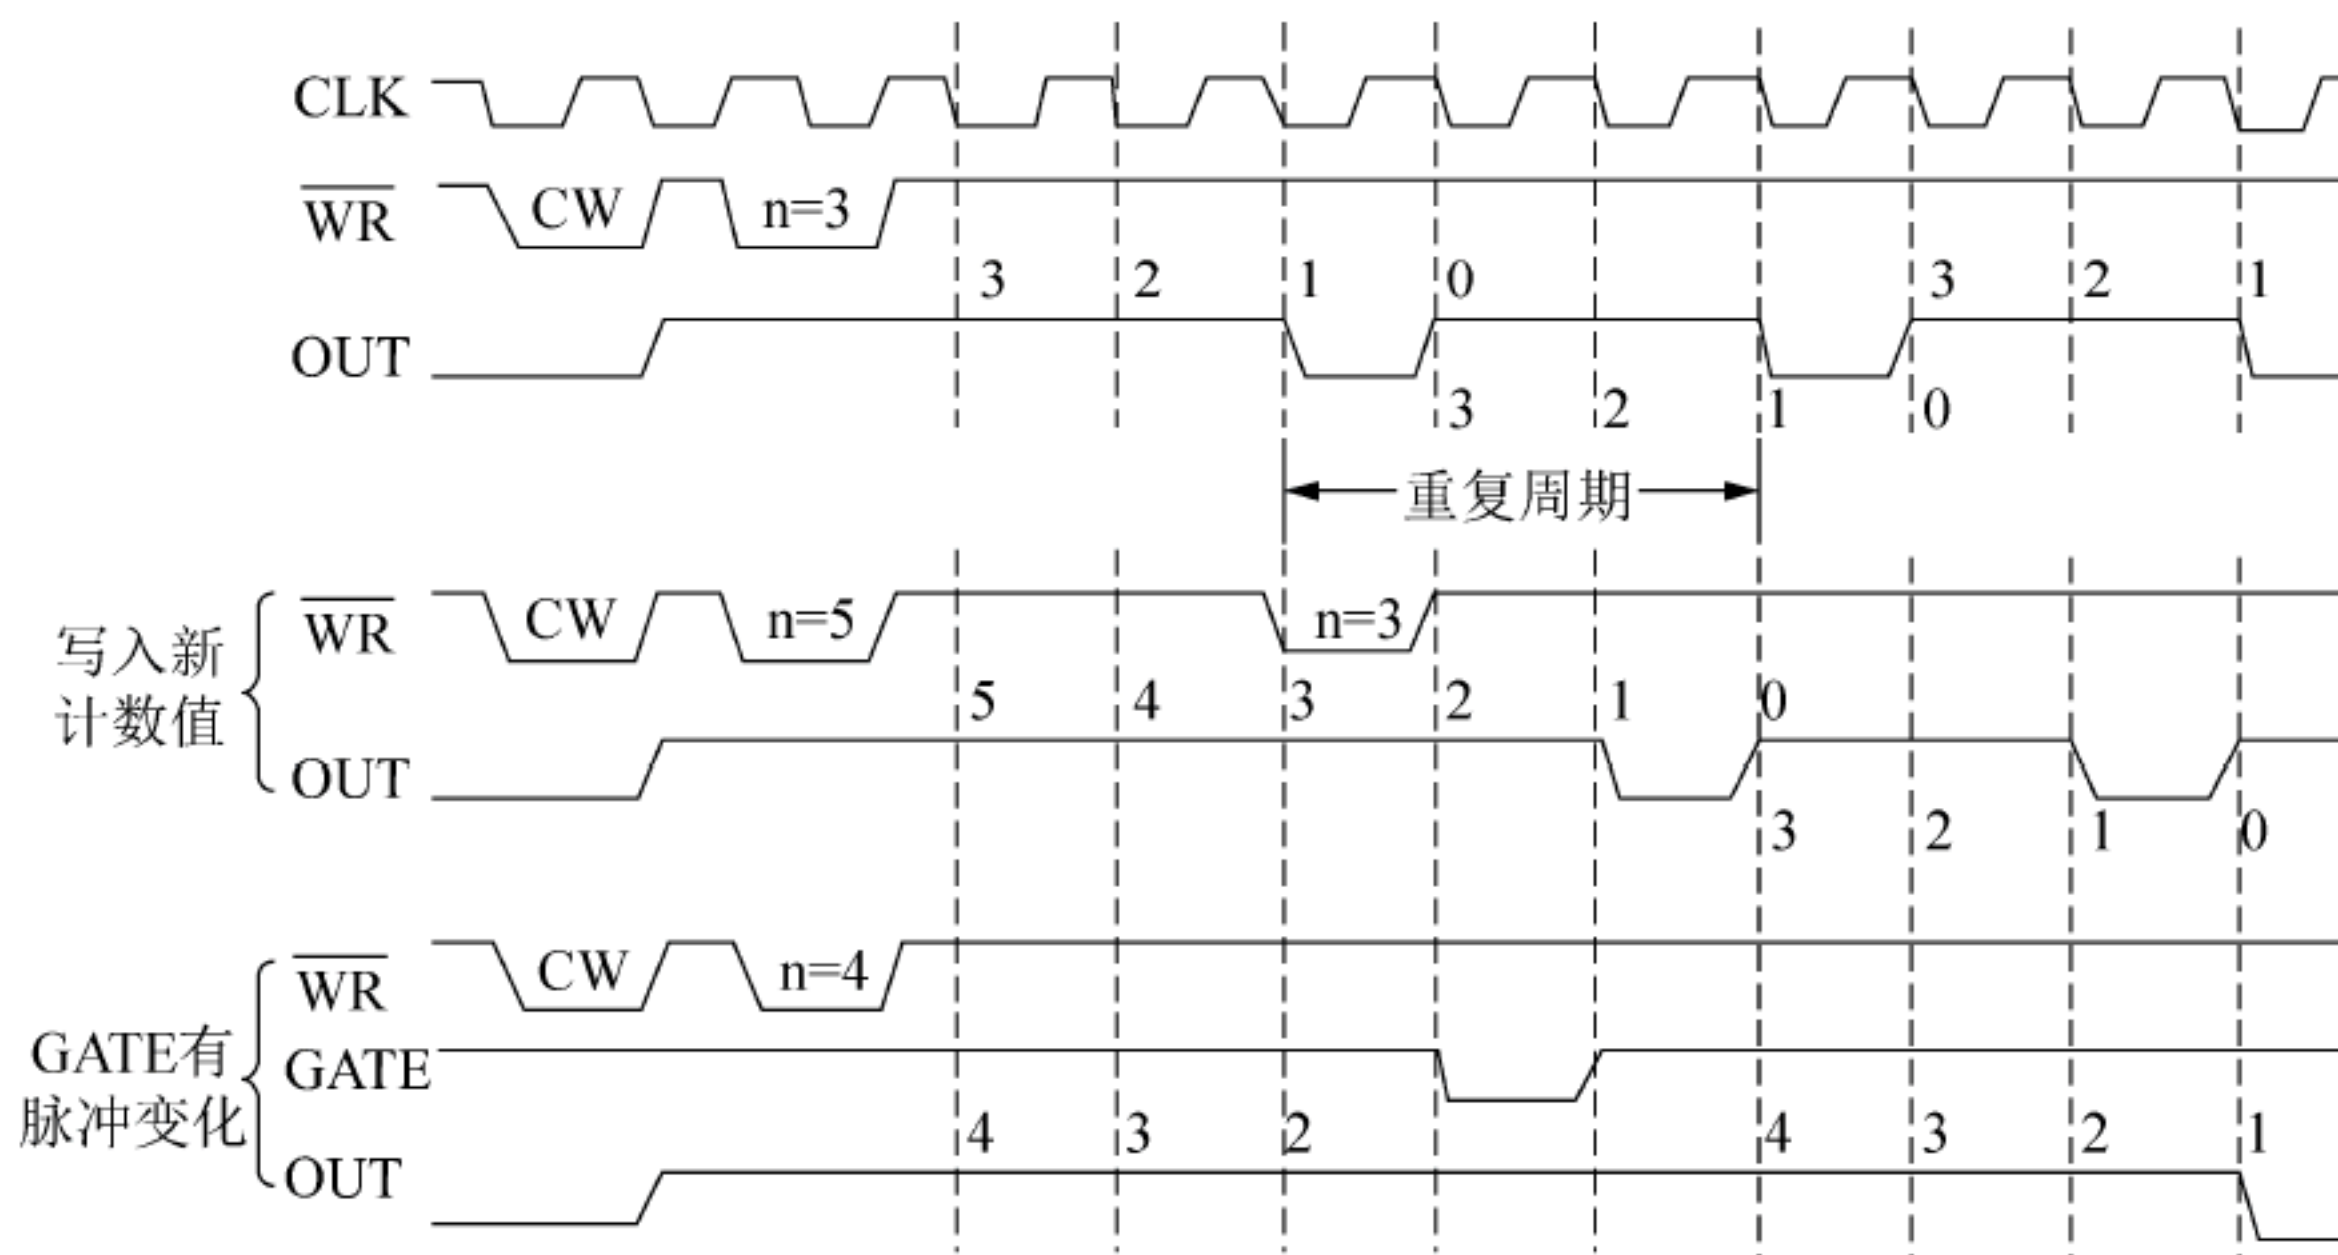 CLK
WR CW n=3
3 2 1 0 3 2 1
OUT
3 2 1 0
重复周期
写入新
计数值
WR CW n=5 n=3
5 4 3 2 1 0
OUT
3 2 1 0
WR CW n=4
GATE有
脉冲变化
GATE
4 3 2 4 3 2 1
OUT